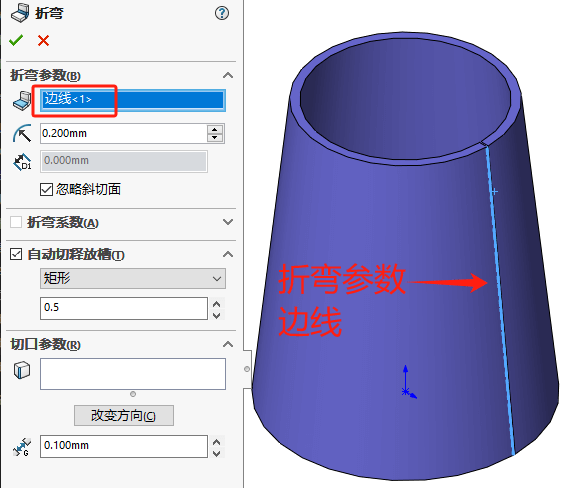 折弯
折弯参数(B)
边线<1>
0.200mm
D1
0.000mm
忽略斜切面
折弯系数(A)
自动切释放槽(T)
矩形
0.5
切口参数(R)
改变方向(C)
G
0.100mm
折弯参数
边线